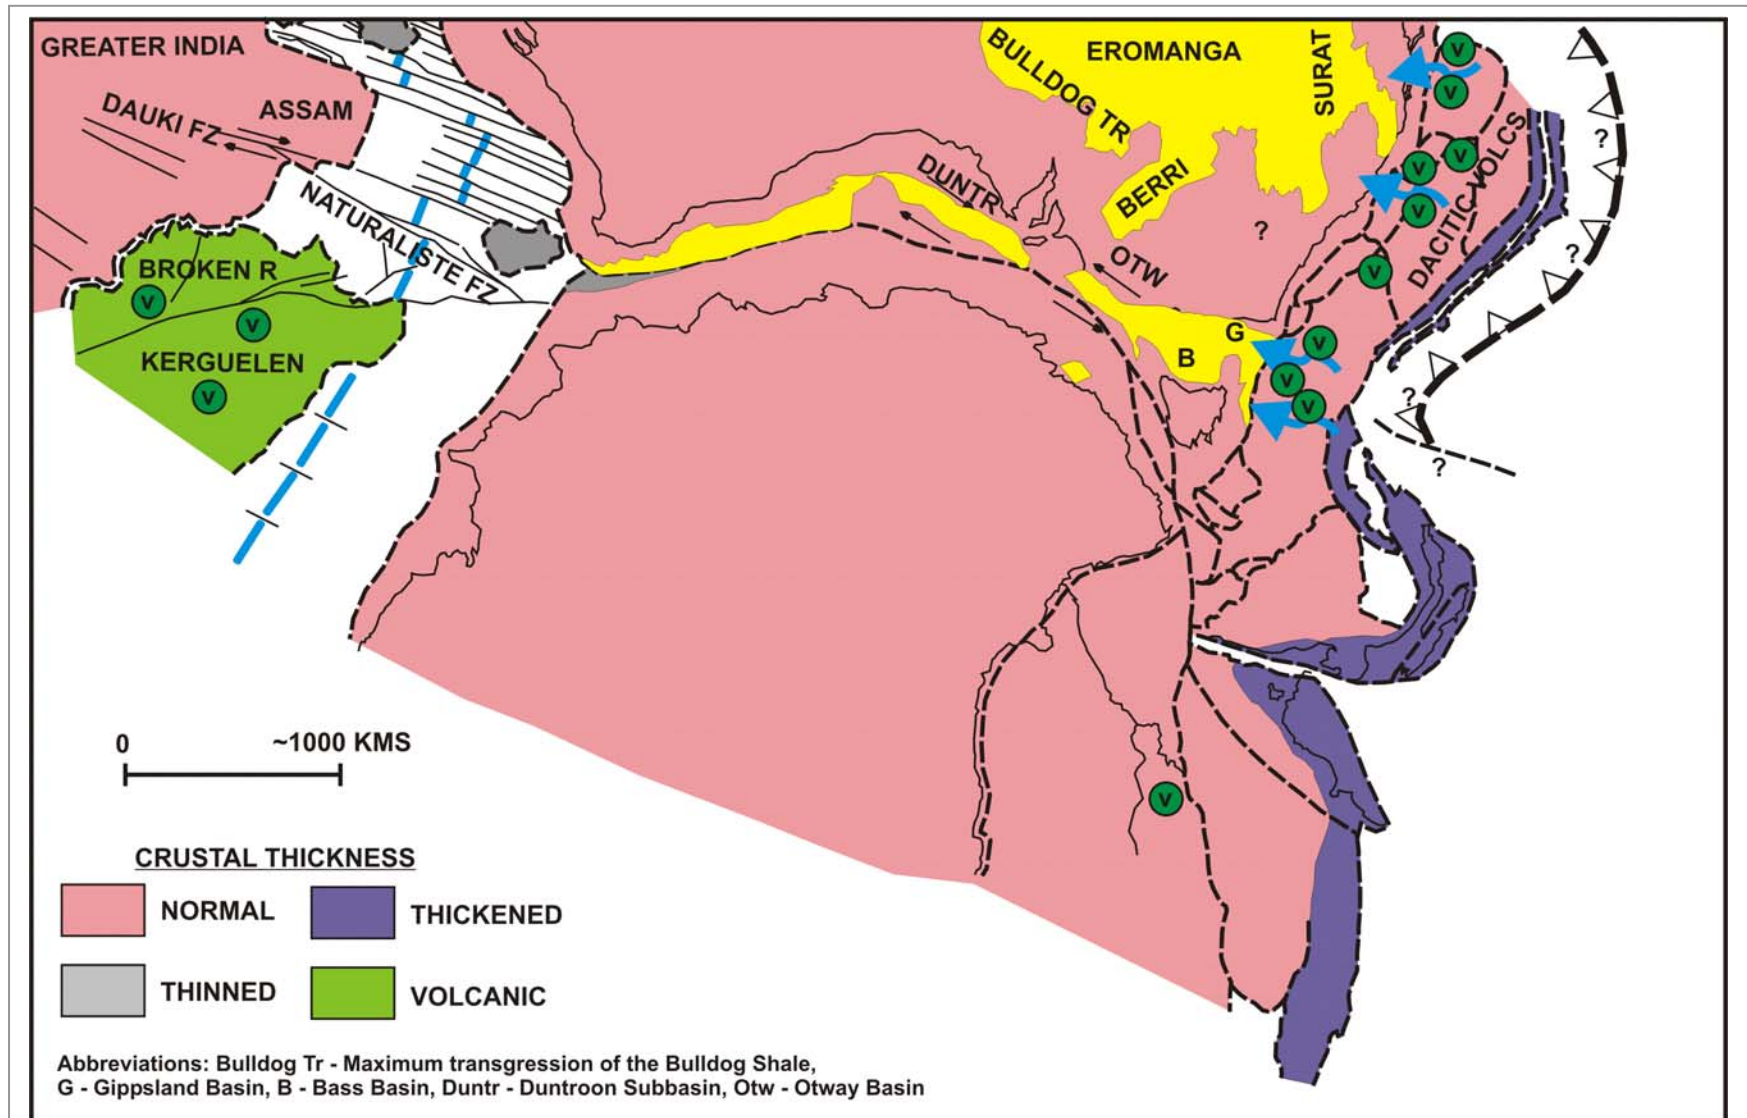 GREATER INDIA
ASSAM
DAUKI FZ
NATURALISTE FZ
BROKEN R
V
V
KERGUELEN
V
BULLDOG TR
EROMANGA
SURAT
BERRI
DUNTR
OTW
?
G
B
DACITIC VOLCS
V
V
V
V
V
V
V
V
V
?
?
?
?
V
0
~1000 KMS
CRUSTAL THICKNESS
NORMAL
THICKENED
THINNED
VOLCANIC
Abbreviations: Bulldog Tr - Maximum transgression of the Bulldog Shale,
G - Gippsland Basin, B - Bass Basin, Duntr - Duntroon Subbasin, Otw - Otway Basin